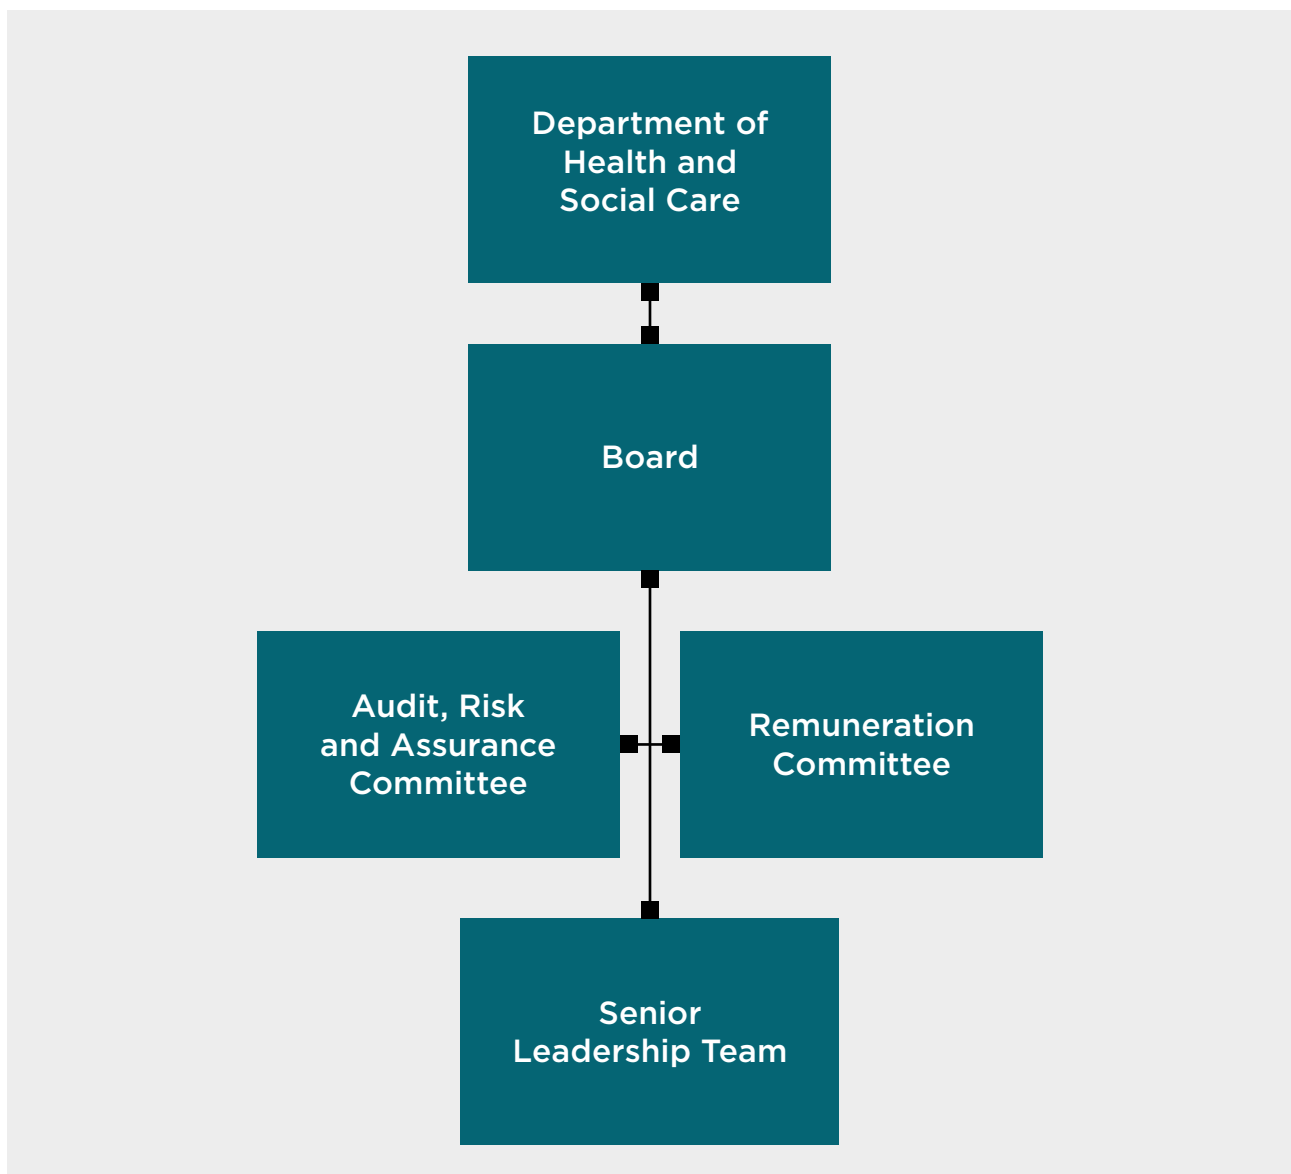 Department of
Health and
Social Care
Board
Audit, Risk
and Assurance
Committee
Remuneration
Committee
Senior
Leadership Team